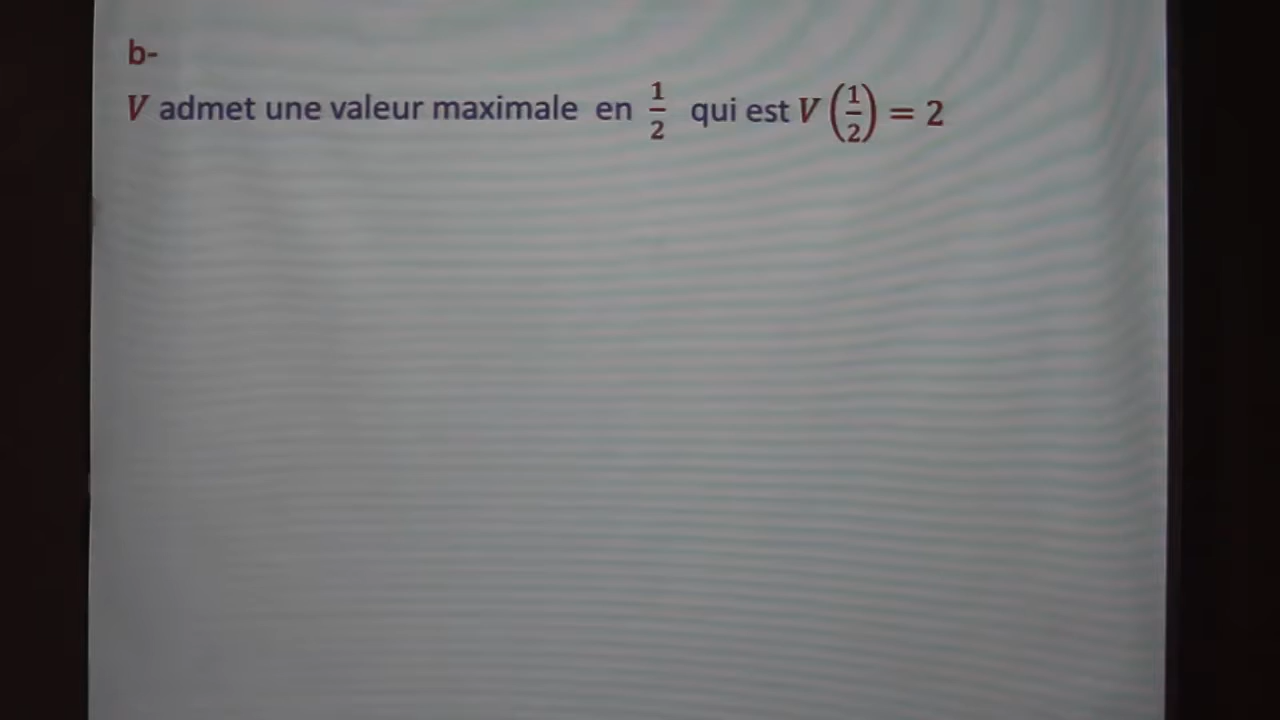 b-
V admet une valeur maximale en 1/2 qui est V(1/2) = 2